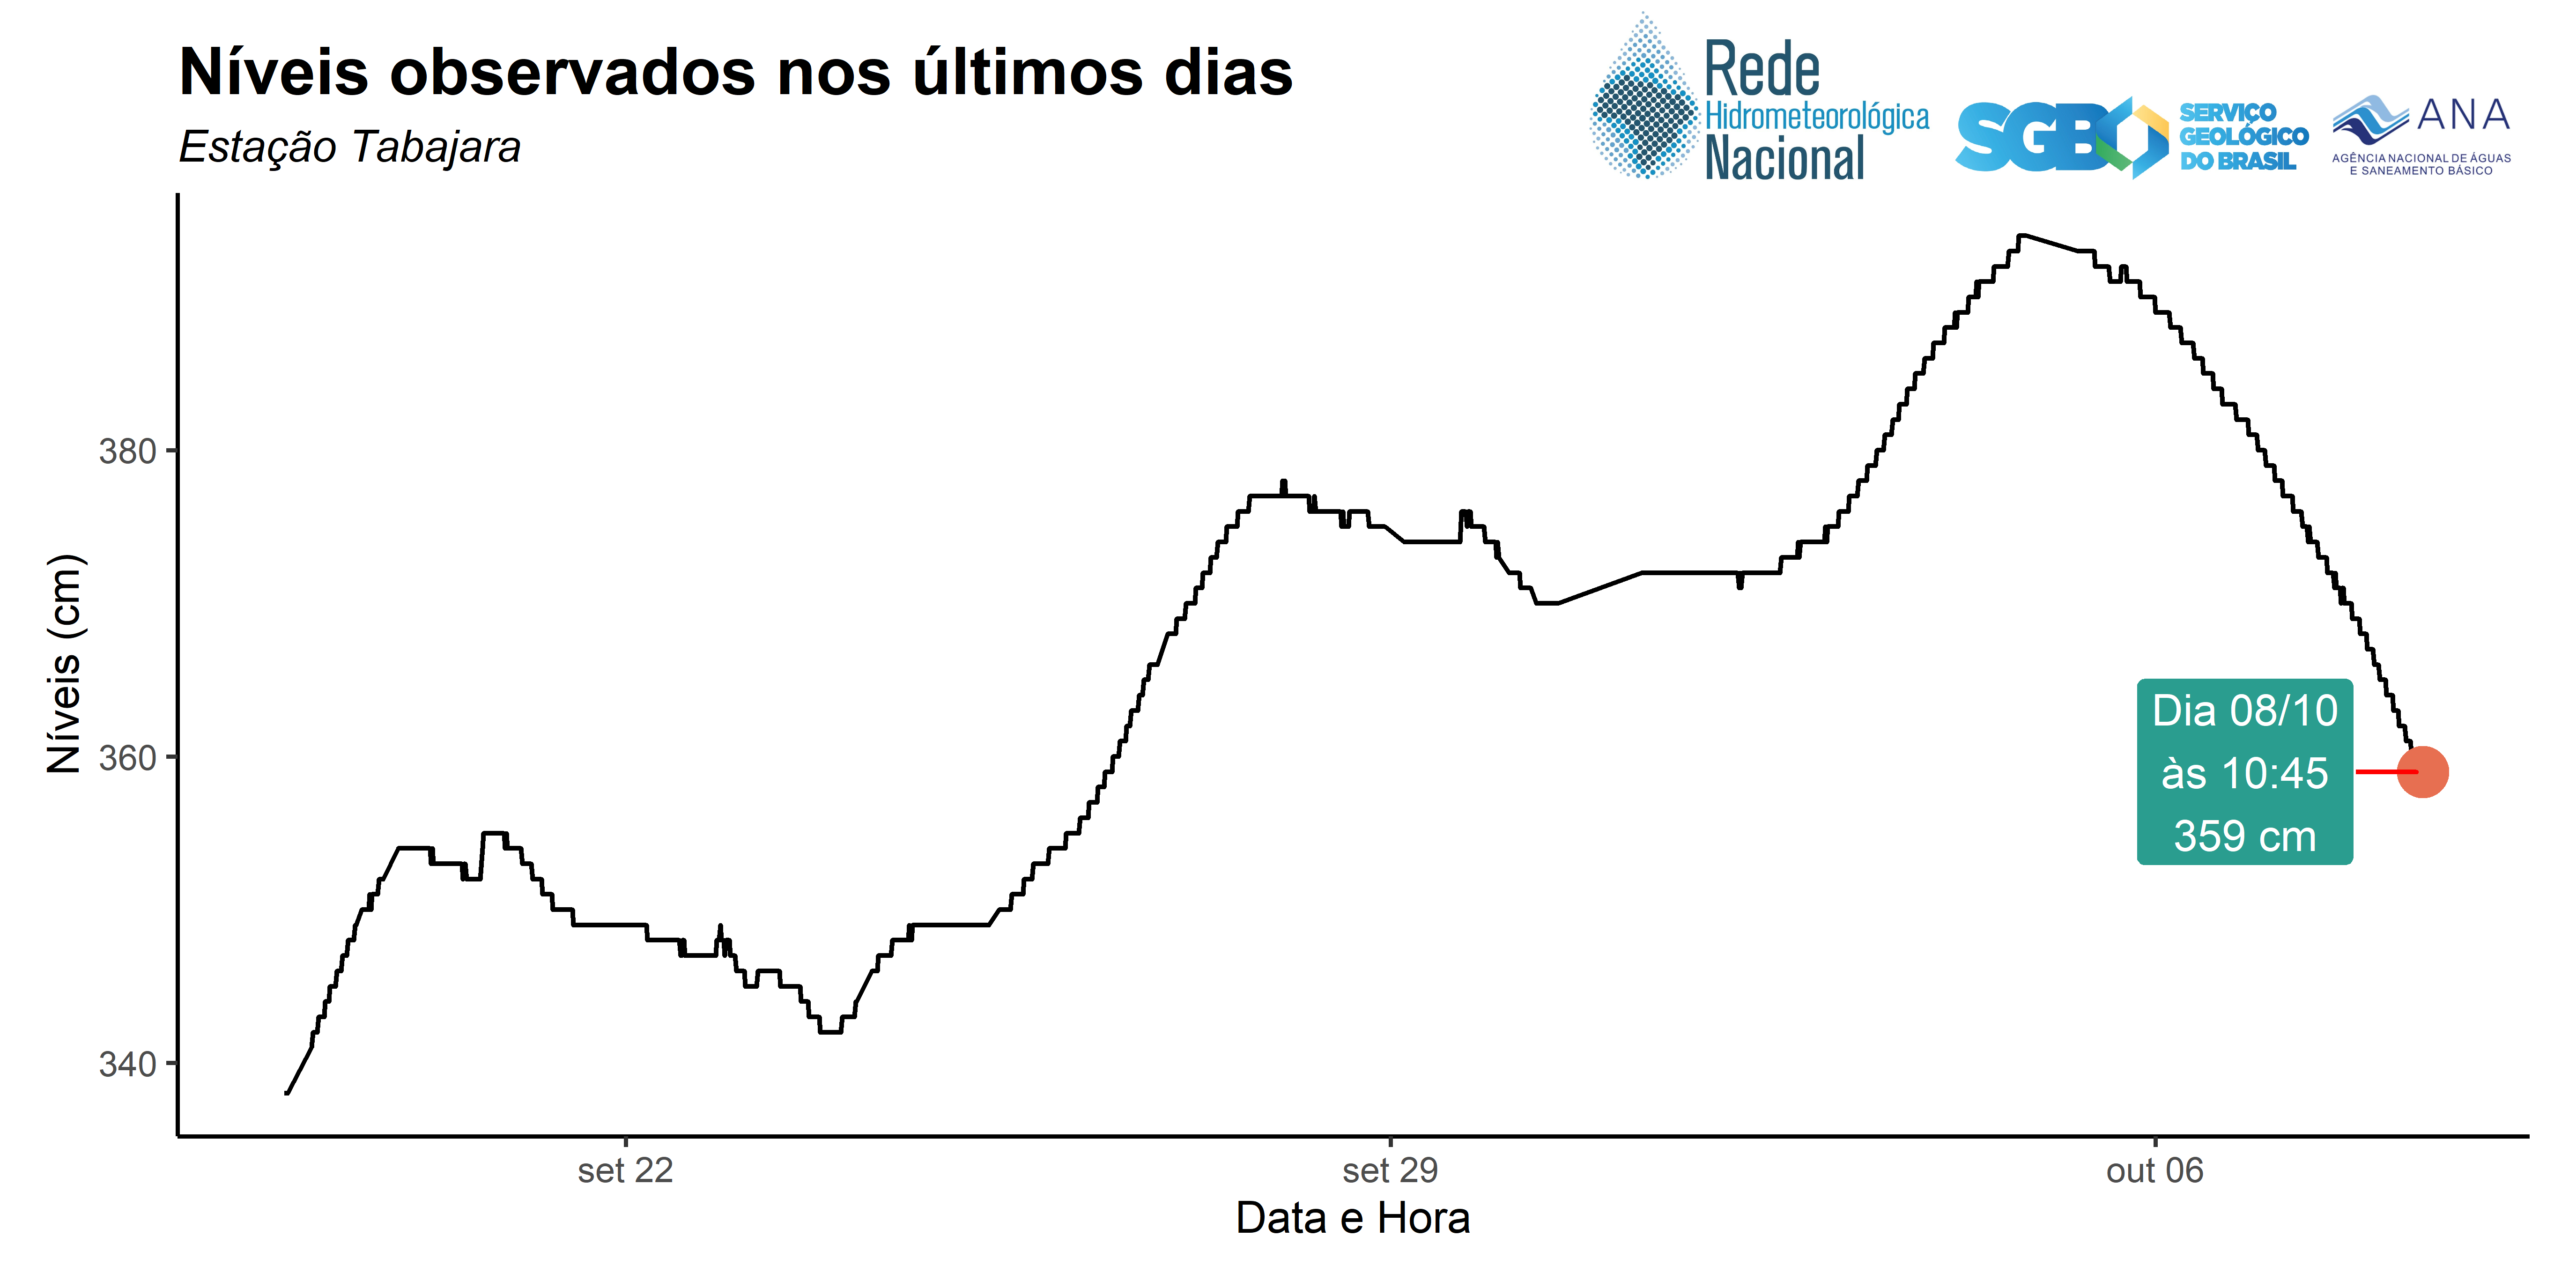 Níveis observados nos últimos dias
Estação Tabajara
Rede
Hidrometeorológica
Nacional
SGB
SERVIÇO
GEOLÓGICO
DO BRASIL
ANA
AGÊNCIA NACIONAL DE ÁGUAS
E SANEAMENTO BÁSICO
Níveis (cm)
380
360
340
Dia 08/10
às 10:45
359 cm
set 22
set 29
out 06
Data e Hora